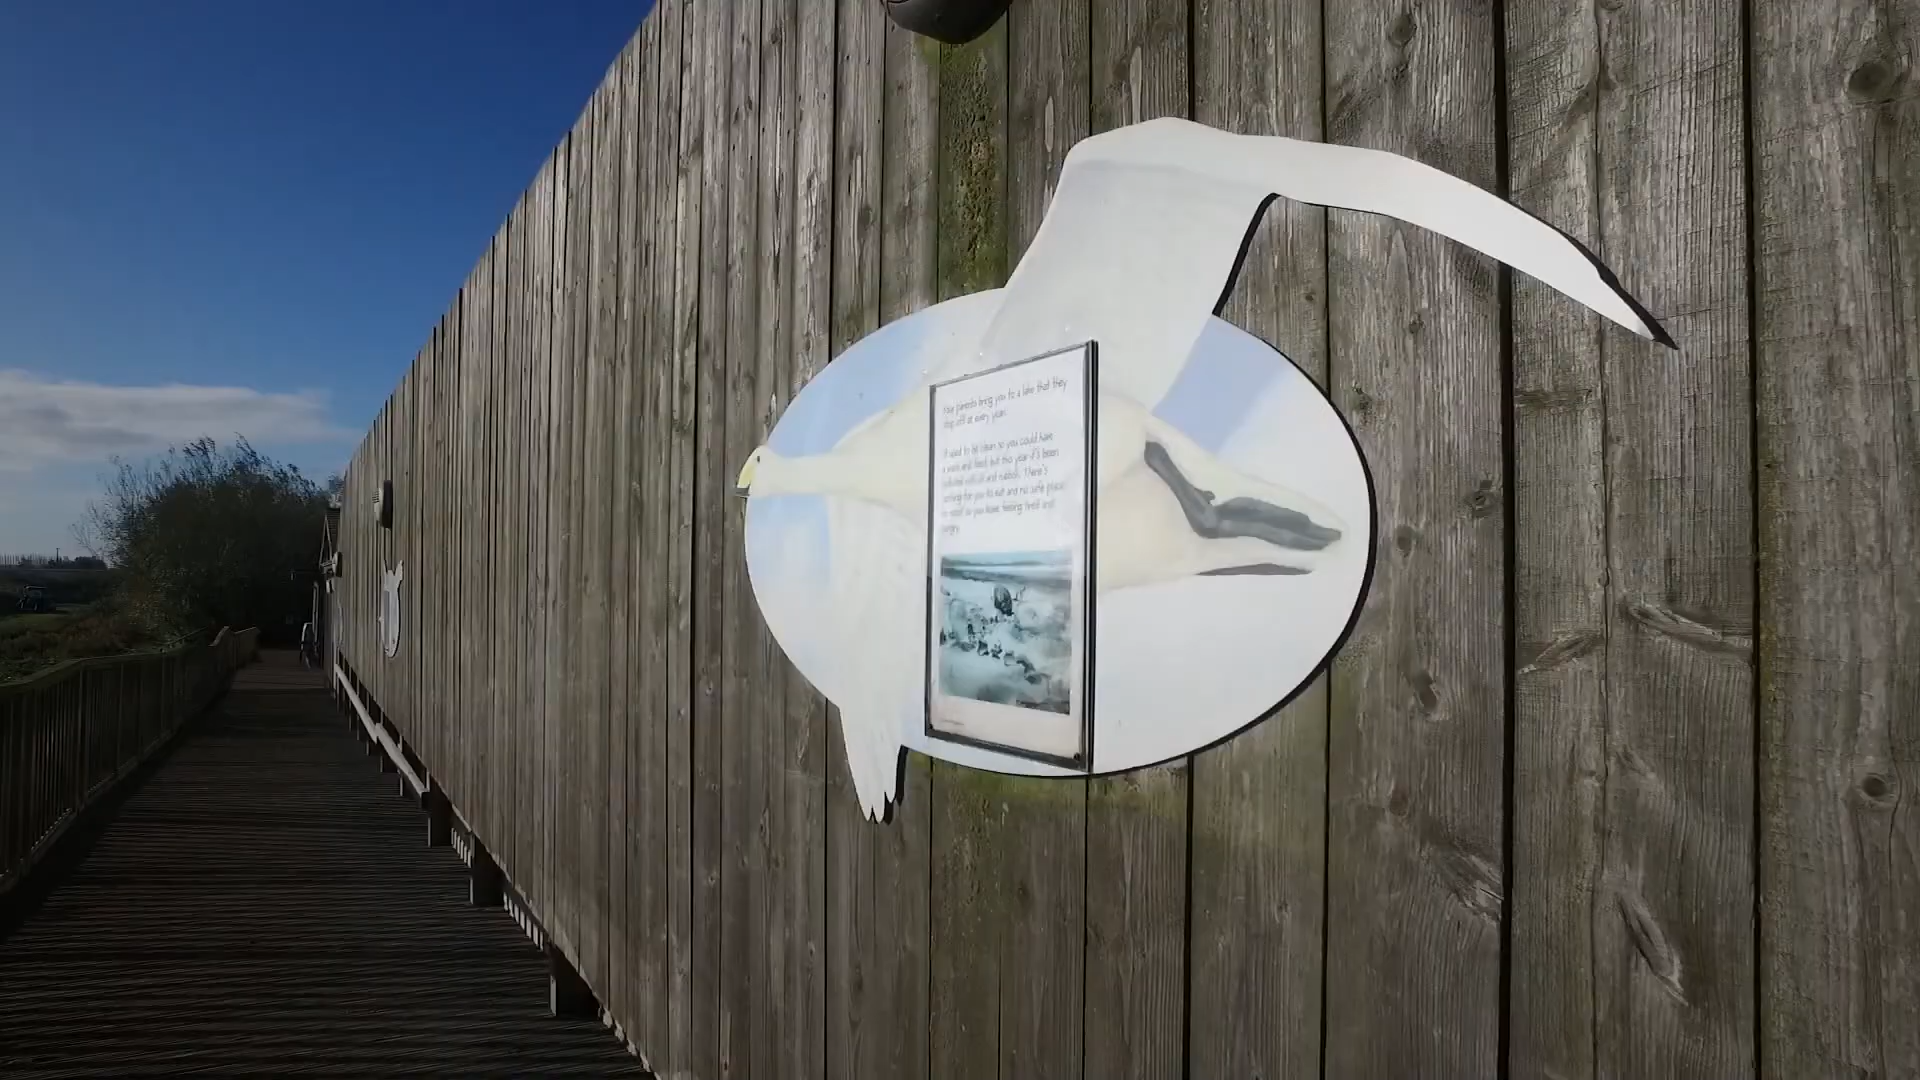 Your parents bring you to a lake that they
stop off at every year.
It used to be clean so you could have
a wash and feed, but this year it's been
polluted with oil and rubbish. There's
nothing for you to eat and no safe place
to roost so you leave feeling tired and
hungry.